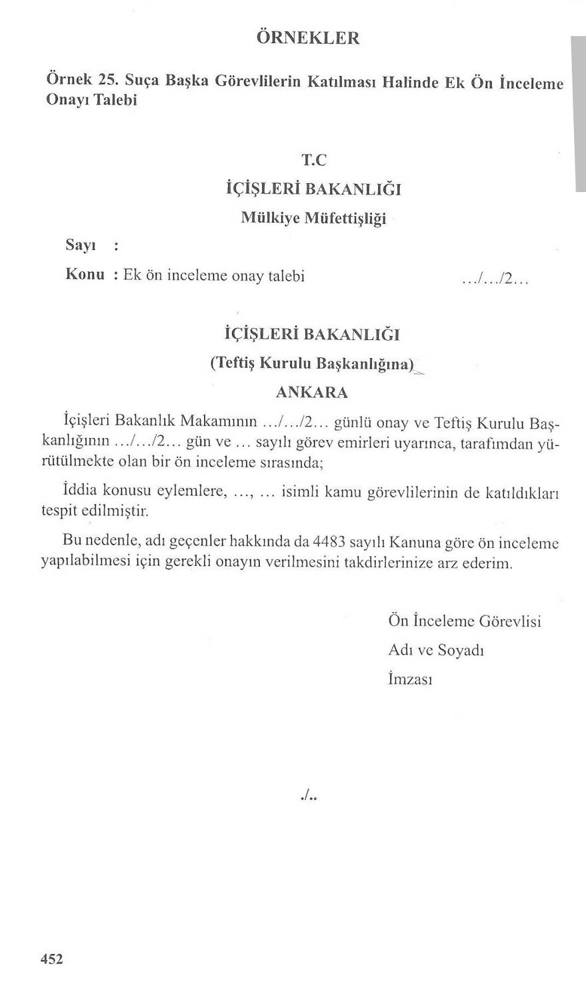 ÖRNEKLER
Örnek 25. Suça Başka Görevlilerin Katılması Halinde Ek Ön İnceleme
Onayı Talebi
T.C
İÇİŞLERİ BAKANLIĞI
Mülkiye Müfettişliği
Sayı :
Konu : Ek ön inceleme onay talebi .../.../2...
İÇİŞLERİ BAKANLIĞI
(Teftiş Kurulu Başkanlığına)
ANKARA
İçişleri Bakanlık Makamının .../.../2... günlü onay ve Teftiş Kurulu Baş-
kanlığının .../.../2... gün ve ... sayılı görev emirleri uyarınca, tarafımdan yü-
rütülmekte olan bir ön inceleme sırasında;
İddia konusu eylemlere, ..., ... isimli kamu görevlilerinin de katıldıkları
tespit edilmiştir.
Bu nedenle, adı geçenler hakkında da 4483 sayılı Kanuna göre ön inceleme
yapılabilmesi için gerekli onayın verilmesini takdirlerinize arz ederim.
Ön İnceleme Görevlisi
Adı ve Soyadı
İmzası
./..
452